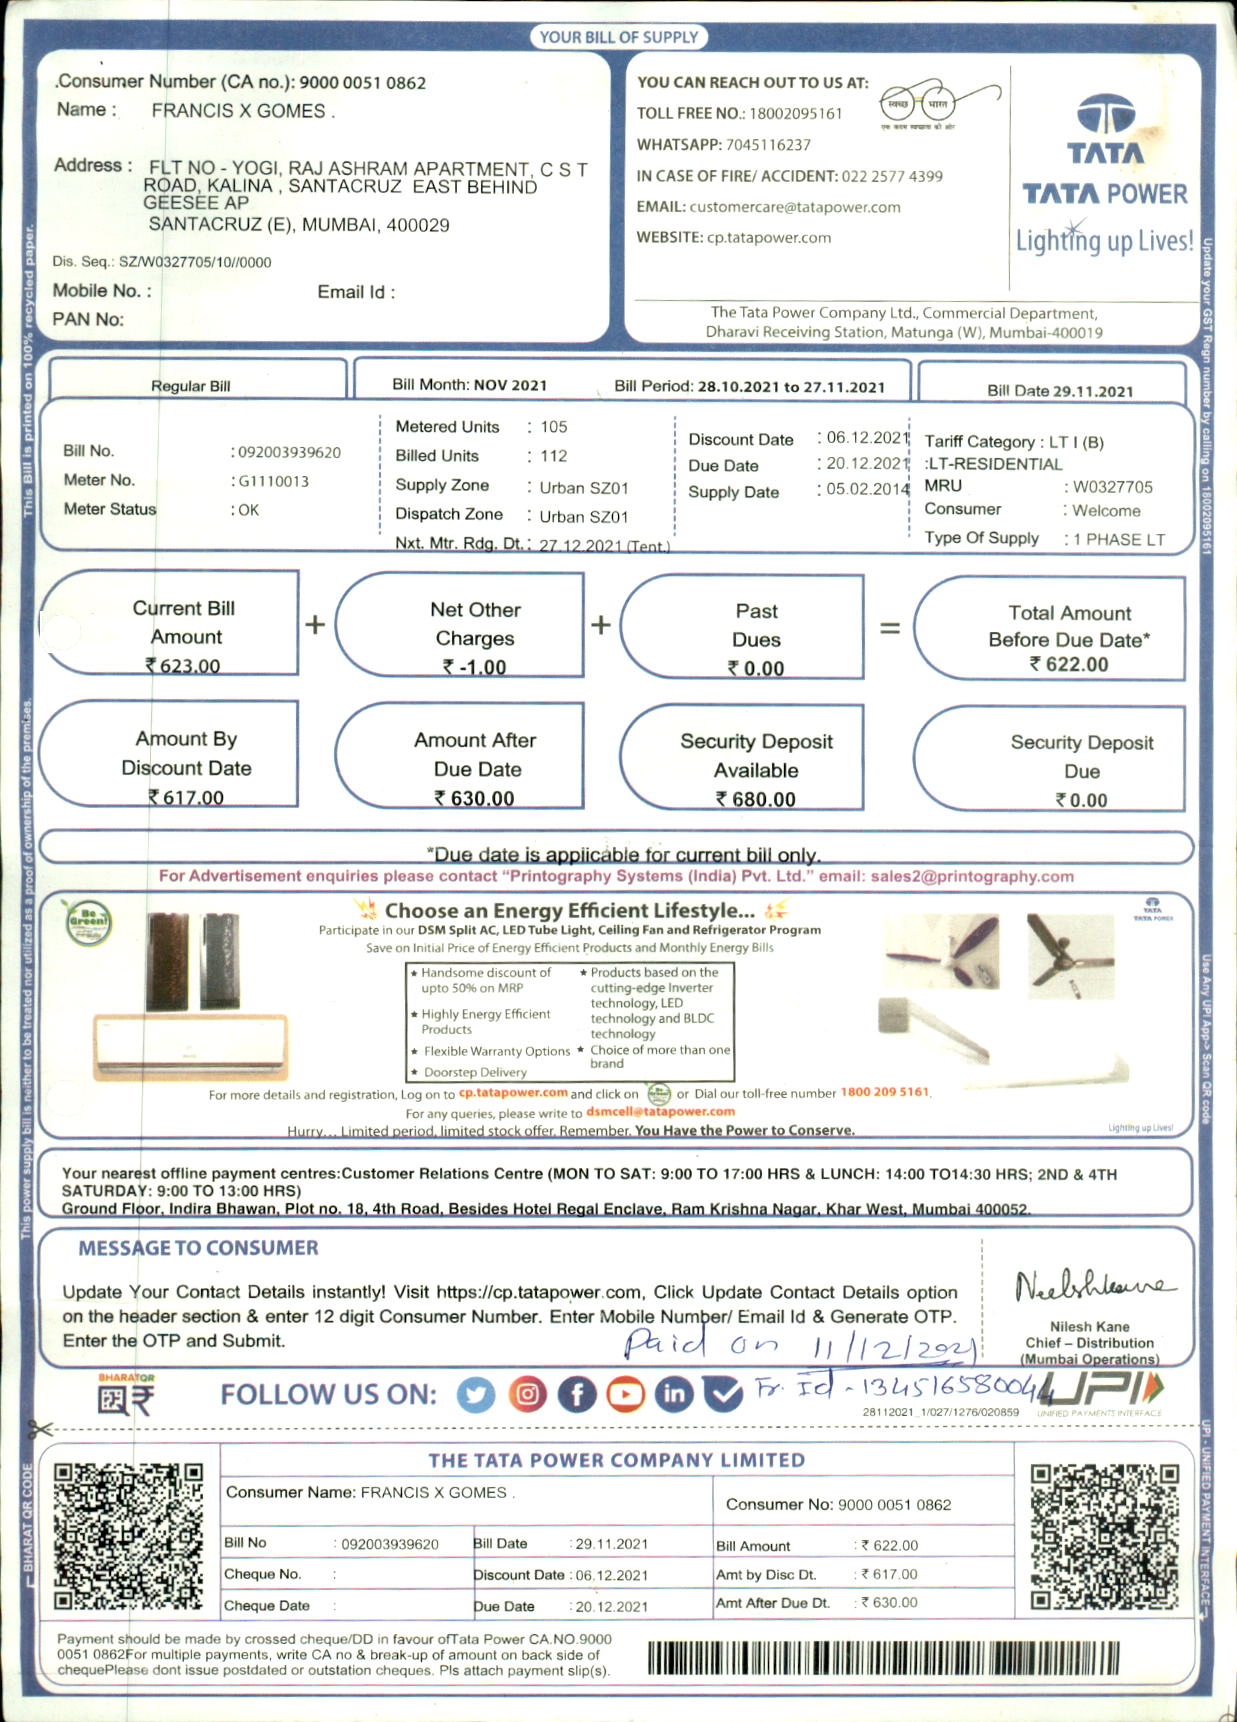 YOUR BILL OF SUPPLY
.Consumer Number (CA no.): 9000 0051 0862
Name : FRANCIS X GOMES .
Address : FLT NO - YOGI, RAJ ASHRAM APARTMENT, C S T
ROAD, KALINA , SANTACRUZ EAST BEHIND
GEESEE AP
SANTACRUZ (E), MUMBAI, 400029
Dis. Seq.: SZ/W0327705/10//0000
Mobile No. : Email Id :
PAN No:
YOU CAN REACH OUT TO US AT:
TOLL FREE NO.: 18002095161
WHATSAPP: 7045116237
IN CASE OF FIRE/ ACCIDENT: 022 2577 4399
EMAIL: customercare@tatapower.com
WEBSITE: cp.tatapower.com
स्वच्छ भारत
एक कदम स्वच्छता की ओर
TATA
TATA POWER
Lighting up Lives!
The Tata Power Company Ltd., Commercial Department,
Dharavi Receiving Station, Matunga (W), Mumbai-400019
Regular Bill
Bill Month: NOV 2021 Bill Period: 28.10.2021 to 27.11.2021
Bill Date 29.11.2021
Bill No. : 092003939620
Meter No. : G1110013
Meter Status : OK
Metered Units : 105
Billed Units : 112
Supply Zone : Urban SZ01
Dispatch Zone : Urban SZ01
Nxt. Mtr. Rdg. Dt.: 27.12.2021 (Tent.)
Discount Date : 06.12.2021
Due Date : 20.12.2021
Supply Date : 05.02.2014
Tariff Category : LT I (B)
:LT-RESIDENTIAL
MRU : W0327705
Consumer : Welcome
Type Of Supply : 1 PHASE LT
Current Bill
Amount
₹ 623.00
+
Net Other
Charges
₹ -1.00
+
Past
Dues
₹ 0.00
=
Total Amount
Before Due Date*
₹ 622.00
Amount By
Discount Date
₹ 617.00
Amount After
Due Date
₹ 630.00
Security Deposit
Available
₹ 680.00
Security Deposit
Due
₹ 0.00
*Due date is applicable for current bill only.
For Advertisement enquiries please contact “Printography Systems (India) Pvt. Ltd.” email: sales2@printography.com
Be Green!
Choose an Energy Efficient Lifestyle...
Participate in our DSM Split AC, LED Tube Light, Ceiling Fan and Refrigerator Program
Save on Initial Price of Energy Efficient Products and Monthly Energy Bills
★ Handsome discount of
upto 50% on MRP
★ Highly Energy Efficient
Products
★ Flexible Warranty Options
★ Doorstep Delivery
★ Products based on the
cutting-edge Inverter
technology, LED
technology and BLDC
technology
★ Choice of more than one
brand
TATA
TATA POWER
For more details and registration, Log on to cp.tatapower.com and click on Be Green! or Dial our toll-free number 1800 209 5161.
For any queries, please write to dsmcell@tatapower.com
Hurry... Limited period, limited stock offer. Remember, You Have the Power to Conserve.
Lighting up Lives!
Your nearest offline payment centres:Customer Relations Centre (MON TO SAT: 9:00 TO 17:00 HRS & LUNCH: 14:00 TO14:30 HRS; 2ND & 4TH
SATURDAY: 9:00 TO 13:00 HRS)
Ground Floor, Indira Bhawan, Plot no. 18, 4th Road, Besides Hotel Regal Enclave, Ram Krishna Nagar, Khar West, Mumbai 400052.
MESSAGE TO CONSUMER
Update Your Contact Details instantly! Visit https://cp.tatapower.com, Click Update Contact Details option
on the header section & enter 12 digit Consumer Number. Enter Mobile Number/ Email Id & Generate OTP.
Enter the OTP and Submit.
Paid on 11/12/2021
Nilesh Kane
Chief – Distribution
(Mumbai Operations)
BHARATQR
FOLLOW US ON:
Tr. Id - 134516580044
28112021_1/027/1276/020859
UPI
UNIFIED PAYMENTS INTERFACE
THE TATA POWER COMPANY LIMITED
Consumer Name: FRANCIS X GOMES .
Consumer No: 9000 0051 0862
Bill No : 092003939620
Bill Date : 29.11.2021
Bill Amount : ₹ 622.00
Cheque No. :
Discount Date : 06.12.2021
Amt by Disc Dt. : ₹ 617.00
Cheque Date :
Due Date : 20.12.2021
Amt After Due Dt. : ₹ 630.00
Payment should be made by crossed cheque/DD in favour ofTata Power CA.NO.9000
0051 0862For multiple payments, write CA no & break-up of amount on back side of
chequePlease dont issue postdated or outstation cheques. Pls attach payment slip(s).
This Bill is printed on 100% recycled paper.
This power supply bill is neither to be treated nor utilized as a proof of ownership of the premises.
BHARAT QR CODE
Update your GST Regn number by calling on 18002095161
Use Any UPI App-> Scan QR code
UPI - UNIFIED PAYMENT INTERFACE